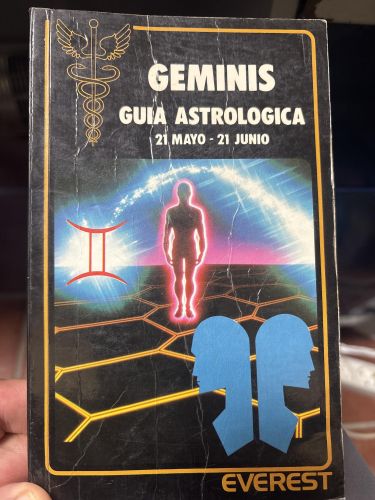 GEMINIS
GUIA ASTROLOGICA
21 MAYO - 21 JUNIO
EVEREST